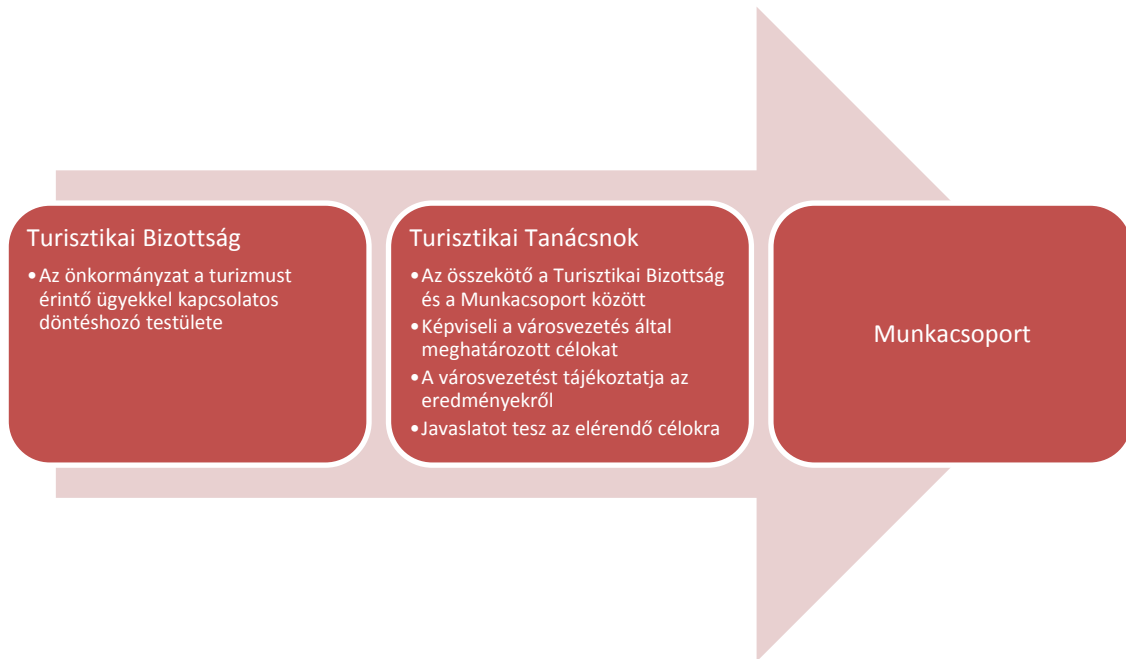 Turisztikai Bizottság
•Az önkormányzat a turizmust
érintő ügyekkel kapcsolatos
döntéshozó testülete
Turisztikai Tanácsnok
•Az összekötő a Turisztikai Bizottság
és a Munkacsoport között
•Képviseli a városvezetés által
meghatározott célokat
•A városvezetést tájékoztatja az
eredményekről
•Javaslatot tesz az elérendő célokra
Munkacsoport